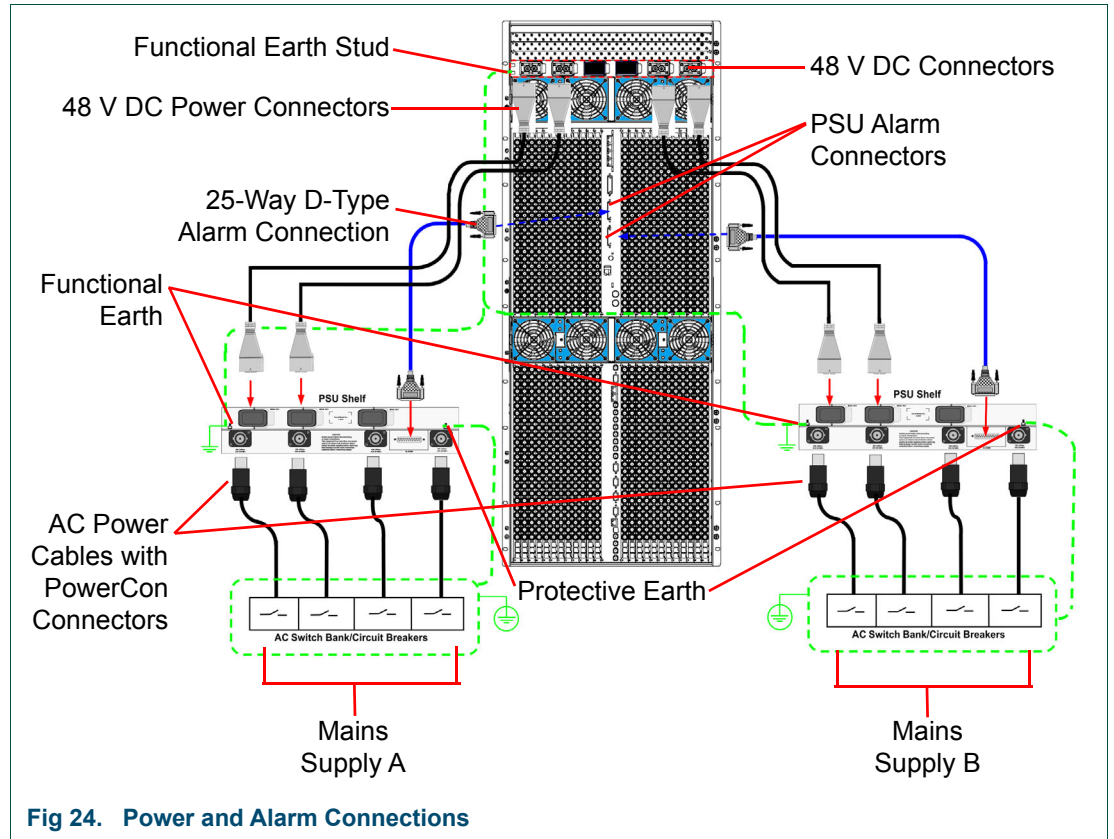 Functional Earth Stud
48 V DC Connectors
48 V DC Power Connectors
PSU Alarm
Connectors
25-Way D-Type
Alarm Connection
Functional
Earth
PSU Shelf
PSU Shelf
AC Power
Cables with
PowerCon
Connectors
Protective Earth
AC Switch Bank/Circuit Breakers
AC Switch Bank/Circuit Breakers
Mains
Supply A
Mains
Supply B
Fig 24. Power and Alarm Connections